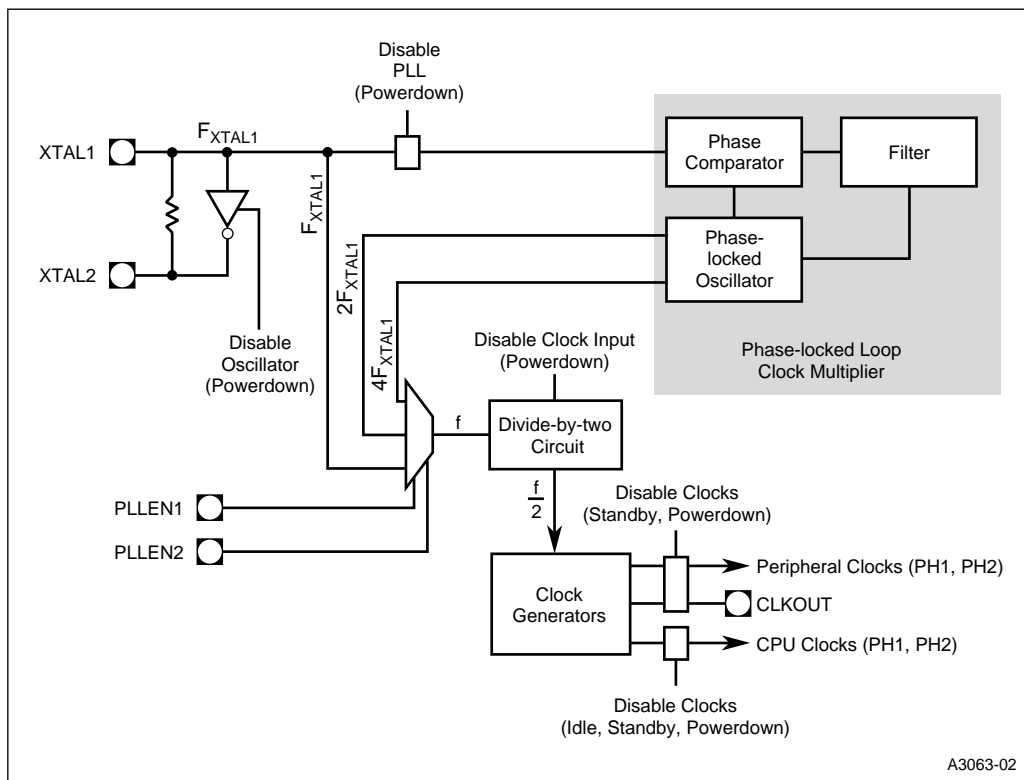 Disable
PLL
(Powerdown)
XTAL1
FXTAL1
Phase
Comparator
Filter
FXTAL1
2FXTAL1
4FXTAL1
Phase-
locked
Oscillator
XTAL2
Disable
Oscillator
(Powerdown)
Disable Clock Input
(Powerdown)
Phase-locked Loop
Clock Multiplier
f
Divide-by-two
Circuit
f
2
Disable Clocks
(Standby, Powerdown)
PLLEN1
PLLEN2
Clock
Generators
Peripheral Clocks (PH1, PH2)
CLKOUT
CPU Clocks (PH1, PH2)
Disable Clocks
(Idle, Standby, Powerdown)
A3063-02